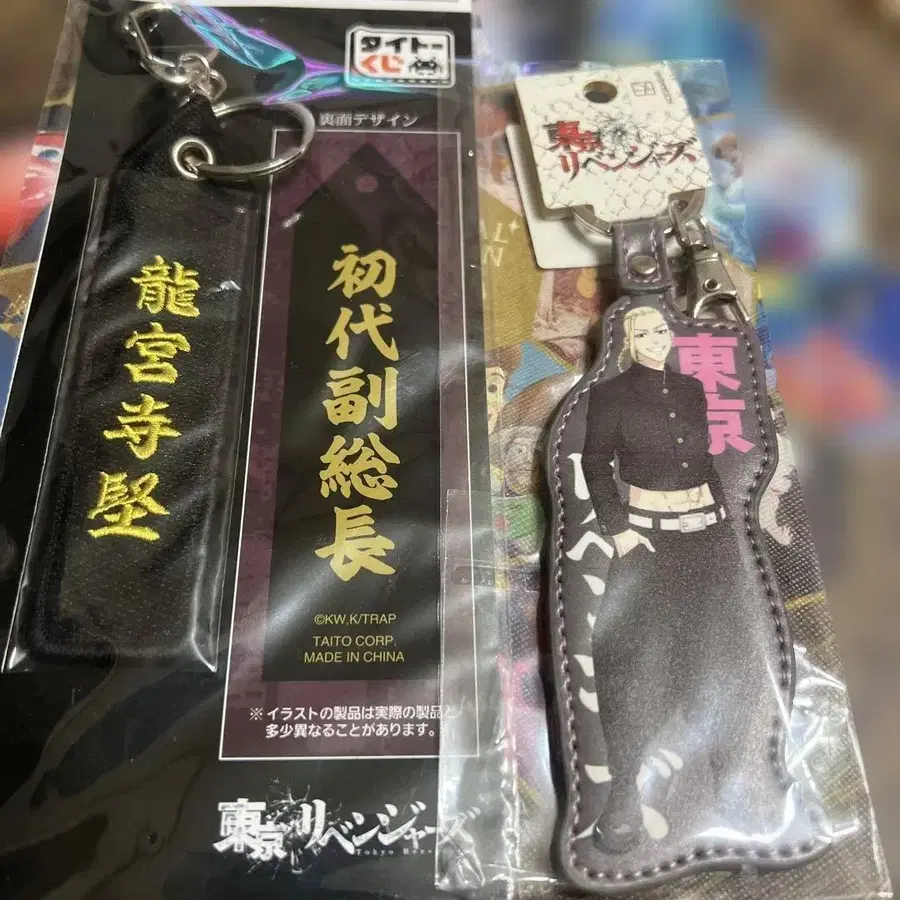 タイトー
くじ
裏面デザイン
龍宮寺堅
初代副総長
©KW,K/TRAP
TAITO CORP.
MADE IN CHINA
※イラストの製品は実際の製品と
多少異なることがあります。
東京リベンジャーズ
東京
リベンジャーズ
東京